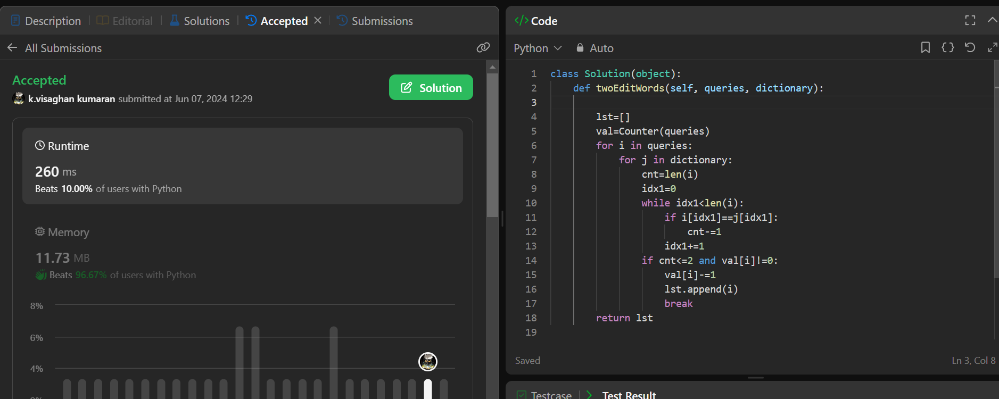 Description
Editorial
Solutions
Accepted
Submissions
All Submissions
Accepted
Solution
k.visaghan kumaran submitted at Jun 07, 2024 12:29
Runtime
260 ms
Beats 10.00% of users with Python
Memory
11.73 MB
Beats 96.67% of users with Python
8%
6%
4%
Code
Python
Auto
1 class Solution(object):
2 def twoEditWords(self, queries, dictionary):
3
4 lst=[]
5 val=Counter(queries)
6 for i in queries:
7 for j in dictionary:
8 cnt=len(i)
9 idx1=0
10 while idx1<len(i):
11 if i[idx1]==j[idx1]:
12 cnt-=1
13 idx1+=1
14 if cnt<=2 and val[i]!=0:
15 val[i]-=1
16 lst.append(i)
17 break
18 return lst
19
Saved
Ln 3, Col 8
Testcase
Test Result